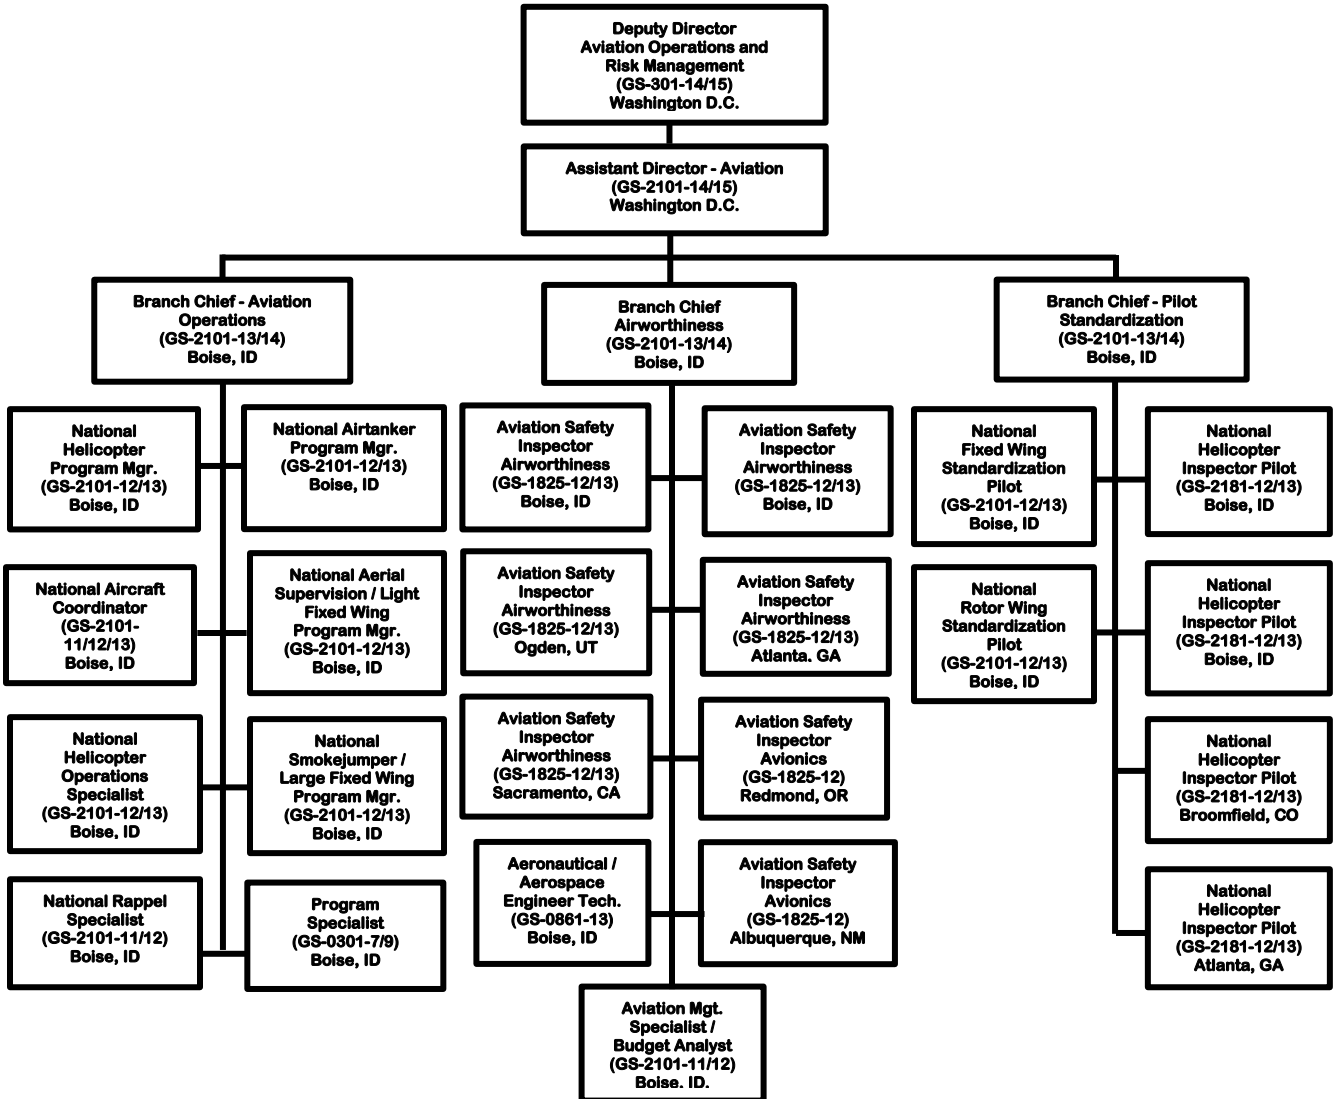 Deputy Director
Aviation Operations and
Risk Management
(GS-301-14/15)
Washington D.C.
Assistant Director - Aviation
(GS-2101-14/15)
Washington D.C.
Branch Chief - Aviation
Operations
(GS-2101-13/14)
Boise, ID
Branch Chief
Airworthiness
(GS-2101-13/14)
Boise, ID
Branch Chief - Pilot
Standardization
(GS-2101-13/14)
Boise, ID
National
Helicopter
Program Mgr.
(GS-2101-12/13)
Boise, ID
National Airtanker
Program Mgr.
(GS-2101-12/13)
Boise, ID
Aviation Safety
Inspector
Airworthiness
(GS-1825-12/13)
Boise, ID
Aviation Safety
Inspector
Airworthiness
(GS-1825-12/13)
Boise, ID
National
Fixed Wing
Standardization
Pilot
(GS-2101-12/13)
Boise, ID
National
Helicopter
Inspector Pilot
(GS-2181-12/13)
Boise, ID
National Aircraft
Coordinator
(GS-2101-
11/12/13)
Boise, ID
National Aerial
Supervision / Light
Fixed Wing
Program Mgr.
(GS-2101-12/13)
Boise, ID
Aviation Safety
Inspector
Airworthiness
(GS-1825-12/13)
Ogden, UT
Aviation Safety
Inspector
Airworthiness
(GS-1825-12/13)
Atlanta, GA
National
Rotor Wing
Standardization
Pilot
(GS-2101-12/13)
Boise, ID
National
Helicopter
Inspector Pilot
(GS-2181-12/13)
Boise, ID
National
Helicopter
Operations
Specialist
(GS-2101-12/13)
Boise, ID
National
Smokejumper /
Large Fixed Wing
Program Mgr.
(GS-2101-12/13)
Boise, ID
Aviation Safety
Inspector
Airworthiness
(GS-1825-12/13)
Sacramento, CA
Aviation Safety
Inspector
Avionics
(GS-1825-12)
Redmond, OR
National
Helicopter
Inspector Pilot
(GS-2181-12/13)
Broomfield, CO
National Rappel
Specialist
(GS-2101-11/12)
Boise, ID
Program
Specialist
(GS-0301-7/9)
Boise, ID
Aeronautical /
Aerospace
Engineer Tech.
(GS-0861-13)
Boise, ID
Aviation Safety
Inspector
Avionics
(GS-1825-12)
Albuquerque, NM
National
Helicopter
Inspector Pilot
(GS-2181-12/13)
Atlanta, GA
Aviation Mgt.
Specialist /
Budget Analyst
(GS-2101-11/12)
Boise, ID.